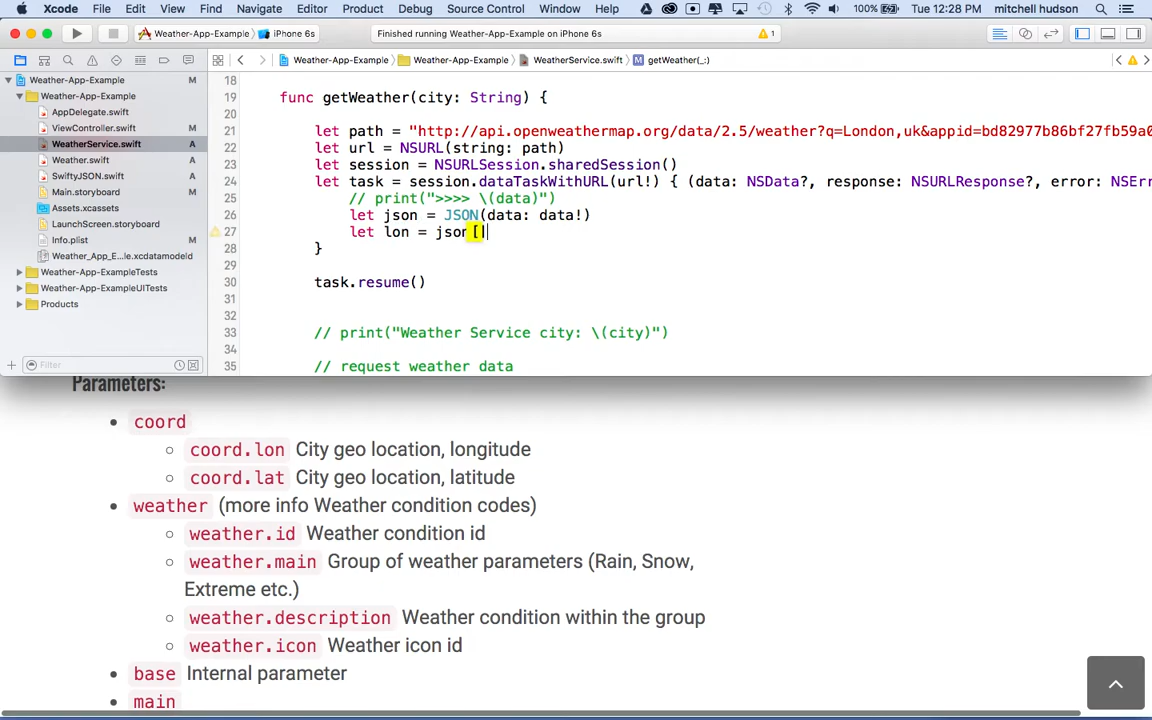 Xcode File Edit View Find Navigate Editor Product Debug Source Control Window Help 100% Tue 12:28 PM mitchell hudson
Weather-App-Example iPhone 6s Finished running Weather-App-Example on iPhone 6s 1
Weather-App-Example Weather-App-Example WeatherService.swift M getWeather(_:)
Weather-App-Example M
Weather-App-Example
AppDelegate.swift
ViewController.swift M
WeatherService.swift A
Weather.swift A
SwiftyJSON.swift A
Main.storyboard M
Assets.xcassets
LaunchScreen.storyboard
Info.plist M
Weather_App_E...le.xcdatamodeld
Weather-App-ExampleTests
Weather-App-ExampleUITests
Products
Filter
18
19 func getWeather(city: String) {
20
21 let path = "http://api.openweathermap.org/data/2.5/weather?q=London,uk&appid=bd82977b86bf27fb59a0
22 let url = NSURL(string: path)
23 let session = NSURLSession.sharedSession()
24 let task = session.dataTaskWithURL(url!) { (data: NSData?, response: NSURLResponse?, error: NSErr
25 // print(">>>> \(data)")
26 let json = JSON(data: data!)
27 let lon = json[]
28 }
29
30 task.resume()
31
32
33 // print("Weather Service city: \(city)")
34
35 // request weather data
Parameters:
• coord
coord.lon City geo location, longitude
coord.lat City geo location, latitude
• weather (more info Weather condition codes)
weather.id Weather condition id
weather.main Group of weather parameters (Rain, Snow,
Extreme etc.)
weather.description Weather condition within the group
weather.icon Weather icon id
• base Internal parameter
• main